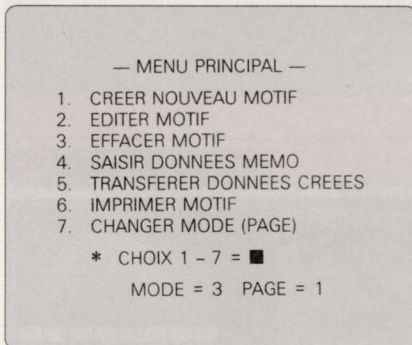 — MENU PRINCIPAL —
1. CREER NOUVEAU MOTIF
2. EDITER MOTIF
3. EFFACER MOTIF
4. SAISIR DONNEES MEMO
5. TRANSFERER DONNEES CREEES
6. IMPRIMER MOTIF
7. CHANGER MODE (PAGE)
* CHOIX 1 – 7 = ■
MODE = 3 PAGE = 1